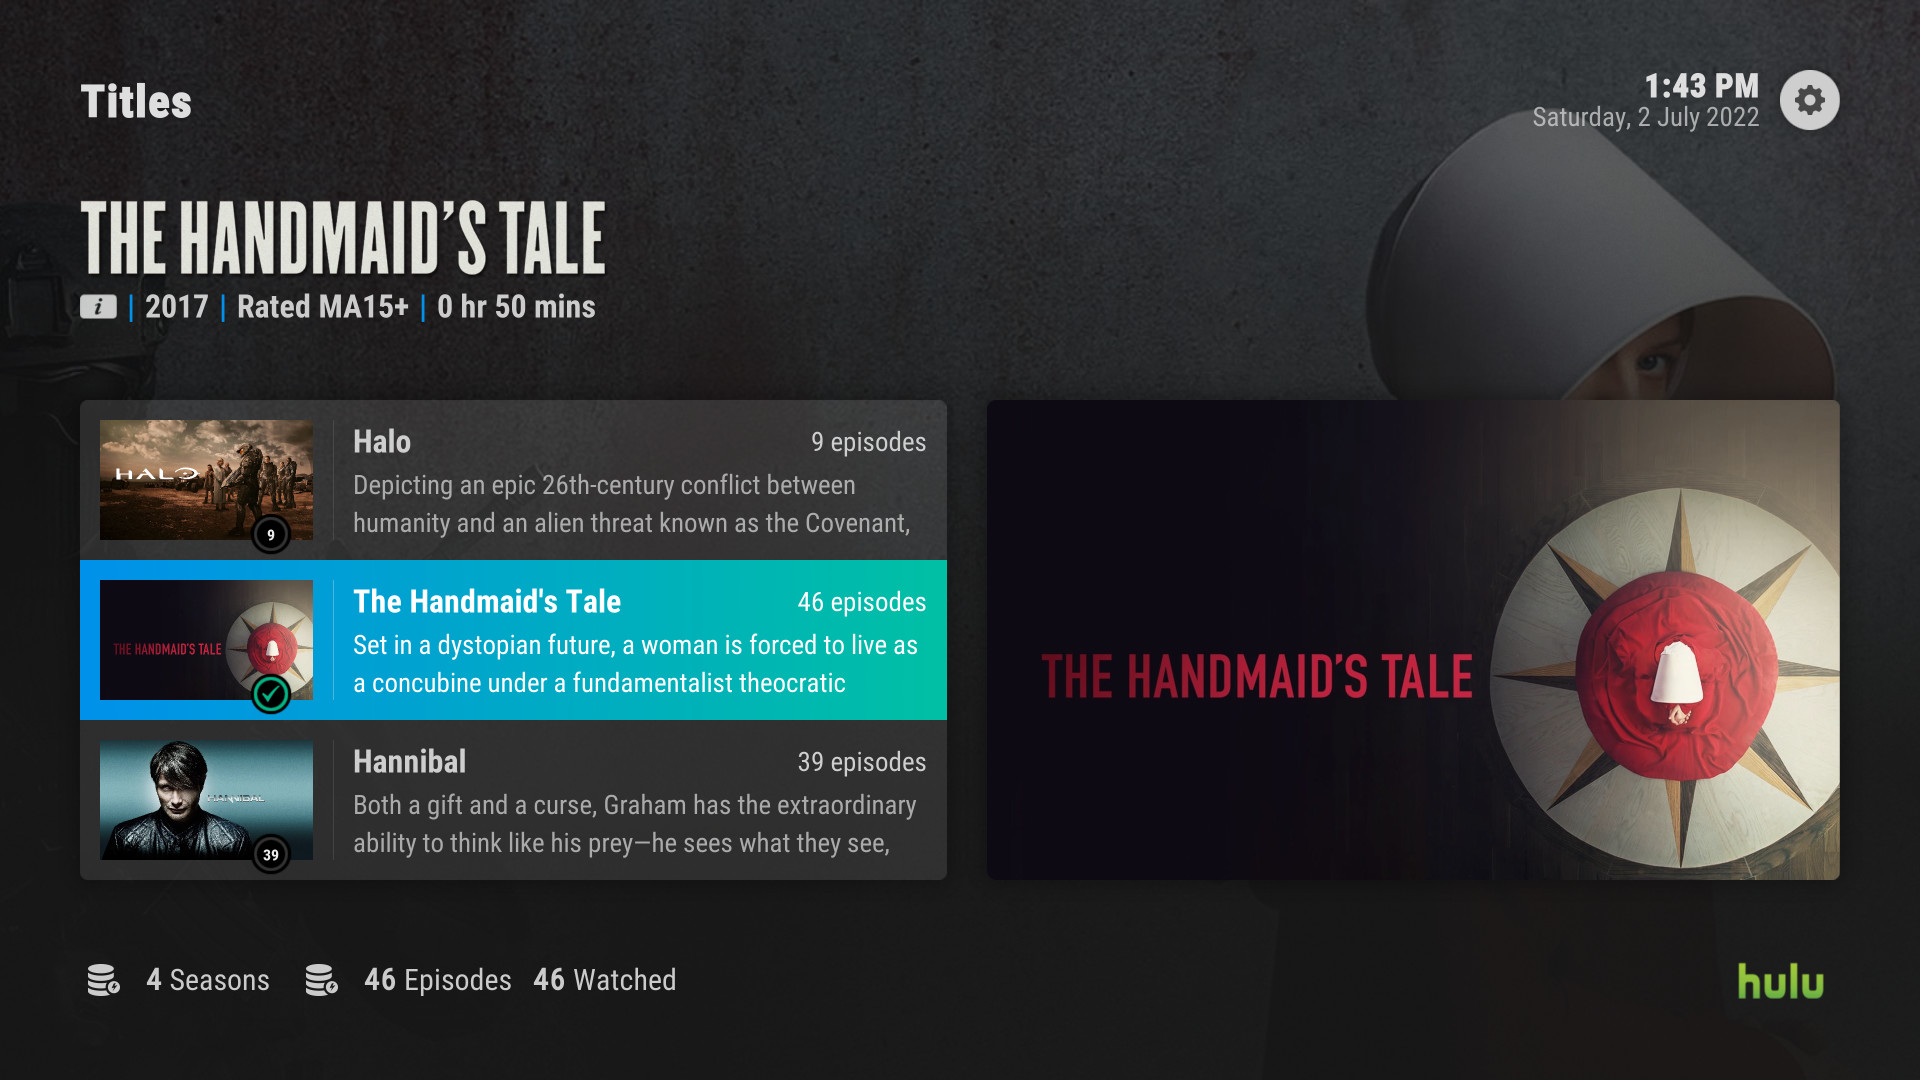 Titles
1:43 PM
Saturday, 2 July 2022
THE HANDMAID'S TALE
i | 2017 | Rated MA15+ | 0 hr 50 mins
HALO
9
Halo
9 episodes
Depicting an epic 26th-century conflict between
humanity and an alien threat known as the Covenant,
THE HANDMAID'S TALE
The Handmaid's Tale
46 episodes
Set in a dystopian future, a woman is forced to live as
a concubine under a fundamentalist theocratic
HANNIBAL
39
Hannibal
39 episodes
Both a gift and a curse, Graham has the extraordinary
ability to think like his prey—he sees what they see,
THE HANDMAID'S TALE
4 Seasons
46 Episodes
46 Watched
hulu